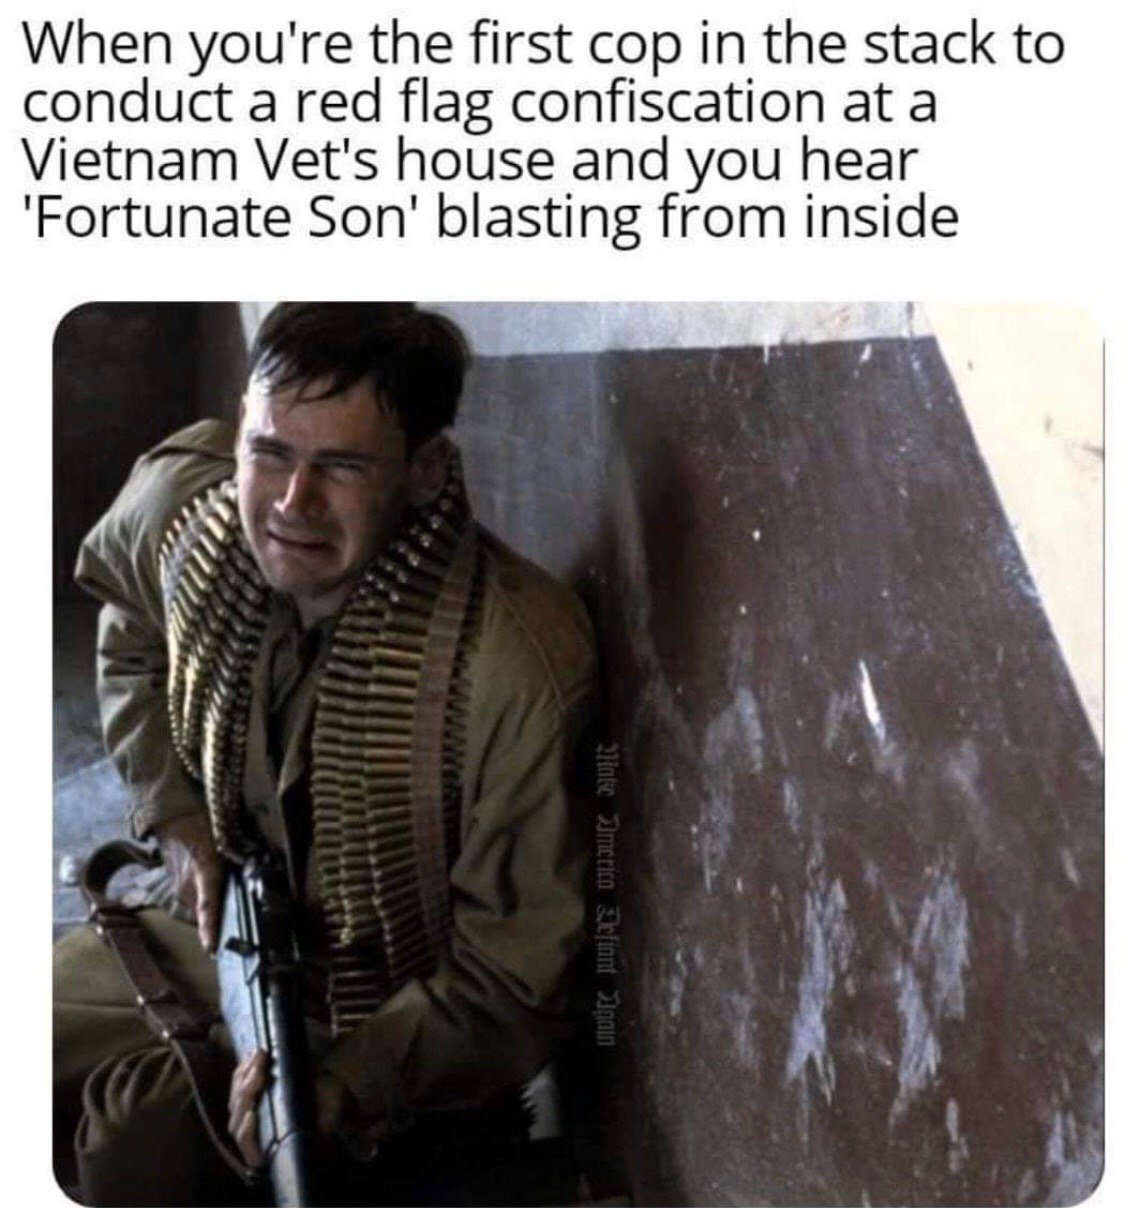 When you're the first cop in the stack to
conduct a red flag confiscation at a
Vietnam Vet's house and you hear
'Fortunate Son' blasting from inside
Make America Defiant Again